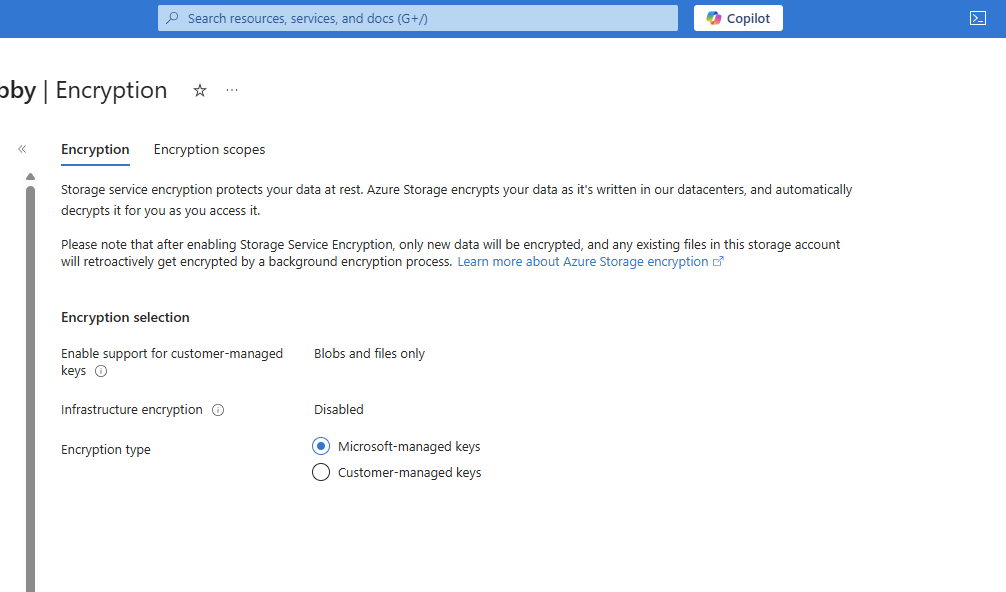 Search resources, services, and docs (G+/)
Copilot
bby | Encryption
Encryption
Encryption scopes
Storage service encryption protects your data at rest. Azure Storage encrypts your data as it's written in our datacenters, and automatically
decrypts it for you as you access it.
Please note that after enabling Storage Service Encryption, only new data will be encrypted, and any existing files in this storage account
will retroactively get encrypted by a background encryption process. Learn more about Azure Storage encryption
Encryption selection
Enable support for customer-managed
keys
Blobs and files only
Infrastructure encryption
Disabled
Encryption type
Microsoft-managed keys
Customer-managed keys